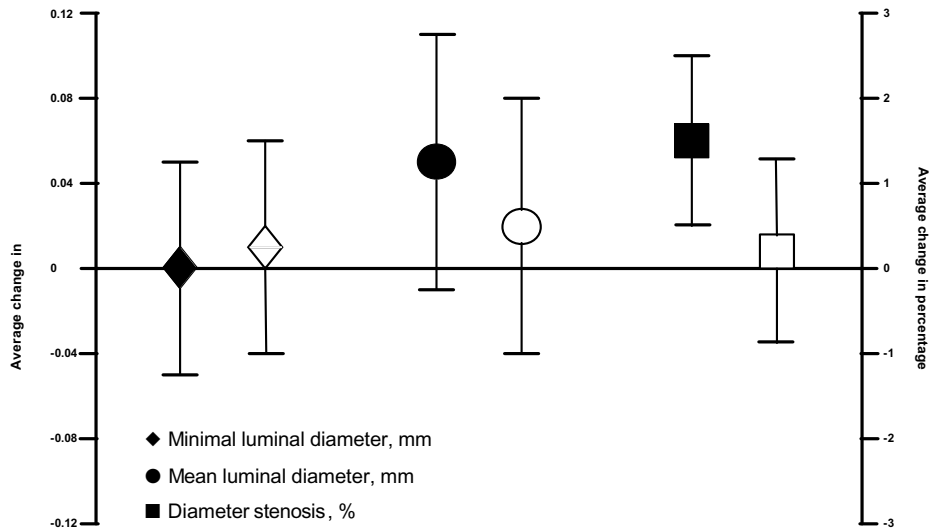 0.12
0.08
0.04
0
-0.04
-0.08
-0.12
Average change in
◆ Minimal luminal diameter, mm
● Mean luminal diameter, mm
■ Diameter stenosis, %
3
2
1
0
-1
-2
-3
Average change in percentage